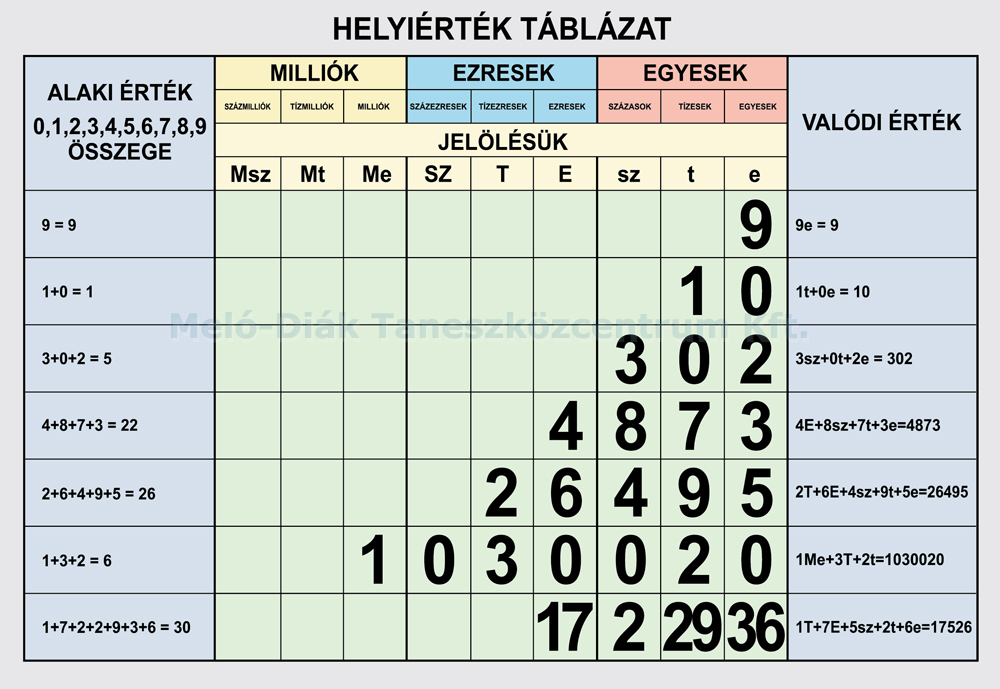 HELYIÉRTÉK TÁBLÁZAT
ALAKI ÉRTÉK
0,1,2,3,4,5,6,7,8,9
ÖSSZEGE
MILLIÓK EZRESEK EGYESEK
SZÁZMILLIÓK TÍZMILLIÓK MILLIÓK SZÁZEZRESEK TÍZEZRESEK EZRESEK SZÁZASOK TÍZESEK EGYESEK
JELÖLÉSÜK
Msz Mt Me SZ T E sz t e
VALÓDI ÉRTÉK
9 = 9 9 9e = 9
1+0 = 1 1 0 1t+0e = 10
Meló-Diák Taneszközcentrum Kft.
3+0+2 = 5 3 0 2 3sz+0t+2e = 302
4+8+7+3 = 22 4 8 7 3 4E+8sz+7t+3e=4873
2+6+4+9+5 = 26 2 6 4 9 5 2T+6E+4sz+9t+5e=26495
1+3+2 = 6 1 0 3 0 0 2 0 1Me+3T+2t=1030020
1+7+2+2+9+3+6 = 30 17 2 29 36 1T+7E+5sz+2t+6e=17526